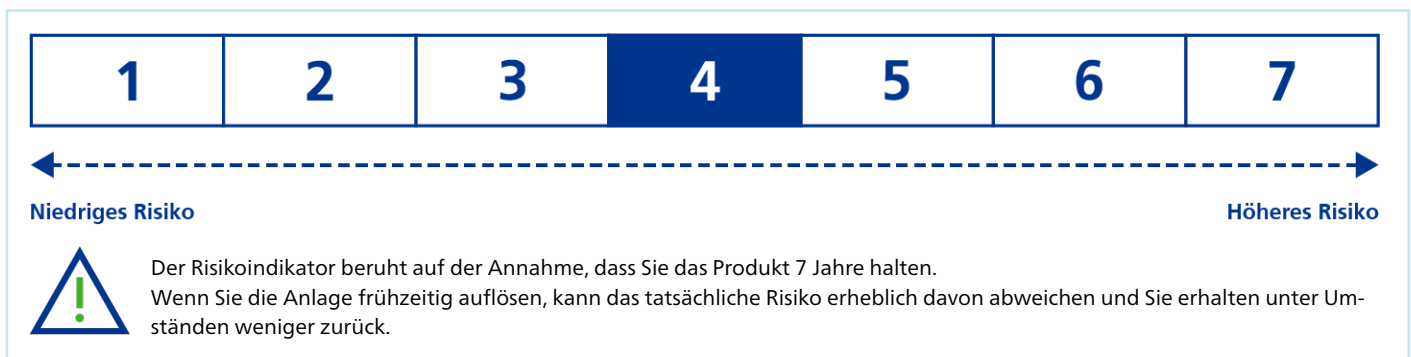 1 2 3 4 5 6 7
Niedriges Risiko Höheres Risiko
Der Risikoindikator beruht auf der Annahme, dass Sie das Produkt 7 Jahre halten.
Wenn Sie die Anlage frühzeitig auflösen, kann das tatsächliche Risiko erheblich davon abweichen und Sie erhalten unter Um-
ständen weniger zurück.